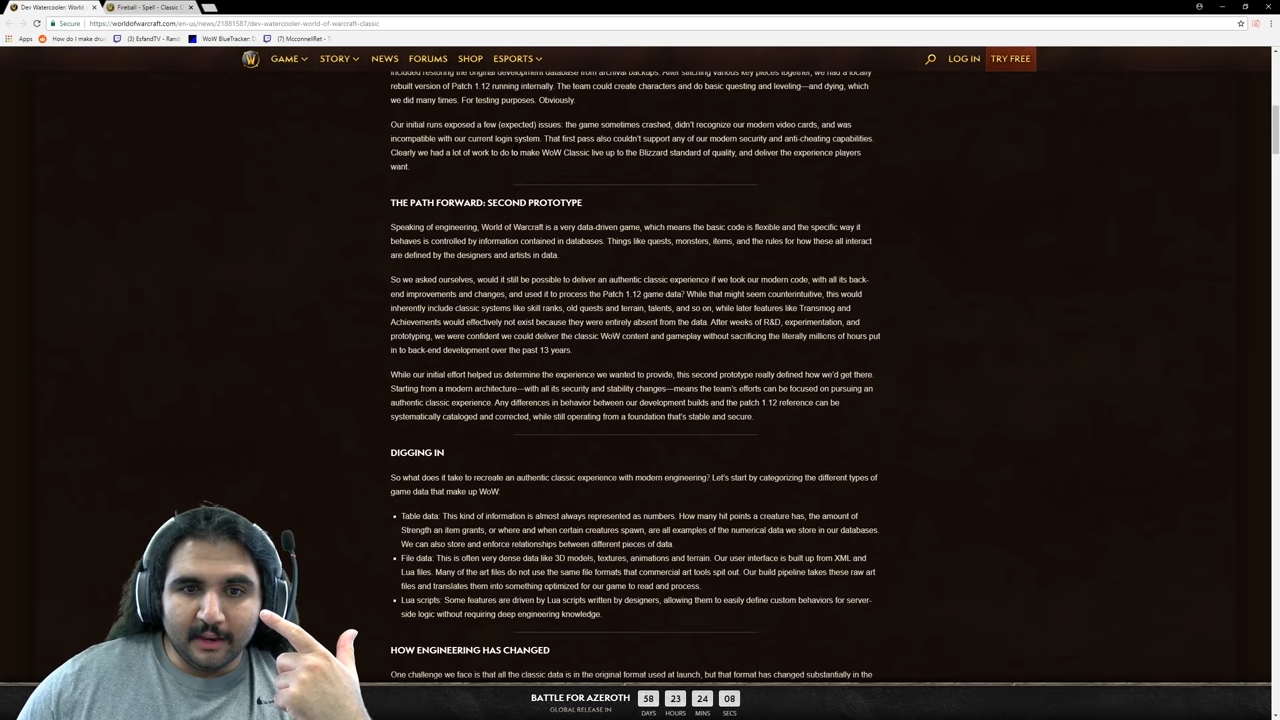 Dev Watercooler: World
Fireball - Spell - Classic
Secure
https://worldofwarcraft.com/en-us/news/21881587/dev-watercooler-world-of-warcraft-classic
Apps
How do I make
(3) EsfandTV - Rand
WoW BlueTracker:
(7) McconnellRet - Tw
GAME
STORY
NEWS
FORUMS
SHOP
ESPORTS
LOG IN
TRY FREE
included restoring the original development database from archival backups. After stitching various key pieces together, we had a locally
rebuilt version of Patch 1.12 running internally. The team could create characters and do basic questing and leveling—and dying, which
we did many times. For testing purposes. Obviously.
Our initial runs exposed a few (expected) issues: the game sometimes crashed, didn't recognize our modern video cards, and was
incompatible with our current login system. That first pass also couldn't support any of our modern security and anti-cheating capabilities.
Clearly we had a lot of work to do to make WoW Classic live up to the Blizzard standard of quality, and deliver the experience players
want.
THE PATH FORWARD: SECOND PROTOTYPE
Speaking of engineering, World of Warcraft is a very data-driven game, which means the basic code is flexible and the specific way it
behaves is controlled by information contained in databases. Things like quests, monsters, items, and the rules for how these all interact
are defined by the designers and artists in data.
So we asked ourselves, would it still be possible to deliver an authentic classic experience if we took our modern code, with all its back-
end improvements and changes, and used it to process the Patch 1.12 game data? While that might seem counterintuitive, this would
inherently include classic systems like skill ranks, old quests and terrain, talents, and so on, while later features like Transmog and
Achievements would effectively not exist because they were entirely absent from the data. After weeks of R&D, experimentation, and
prototyping, we were confident we could deliver the classic WoW content and gameplay without sacrificing the literally millions of hours put
in to back-end development over the past 13 years.
While our initial effort helped us determine the experience we wanted to provide, this second prototype really defined how we'd get there.
Starting from a modern architecture—with all its security and stability changes—means the team's efforts can be focused on pursuing an
authentic classic experience. Any differences in behavior between our development builds and the patch 1.12 reference can be
systematically cataloged and corrected, while still operating from a foundation that's stable and secure.
DIGGING IN
So what does it take to recreate an authentic classic experience with modern engineering? Let's start by categorizing the different types of
game data that make up WoW:
Table data: This kind of information is almost always represented as numbers. How many hit points a creature has, the amount of
Strength an item grants, or where and when certain creatures spawn, are all examples of the numerical data we store in our databases.
We can also store and enforce relationships between different pieces of data.
File data: This is often very dense data like 3D models, textures, animations and terrain. Our user interface is built up from XML and
Lua files. Many of the art files do not use the same file formats that commercial art tools spit out. Our build pipeline takes these raw art
files and translates them into something optimized for our game to read and process.
Lua scripts: Some features are driven by Lua scripts written by designers, allowing them to easily define custom behaviors for server-
side logic without requiring deep engineering knowledge.
HOW ENGINEERING HAS CHANGED
One challenge we face is that all the classic data is in the original format used at launch, but that format has changed substantially in the
BATTLE FOR AZEROTH
GLOBAL RELEASE IN
58 23 24 08
DAYS HOURS MINS SECS